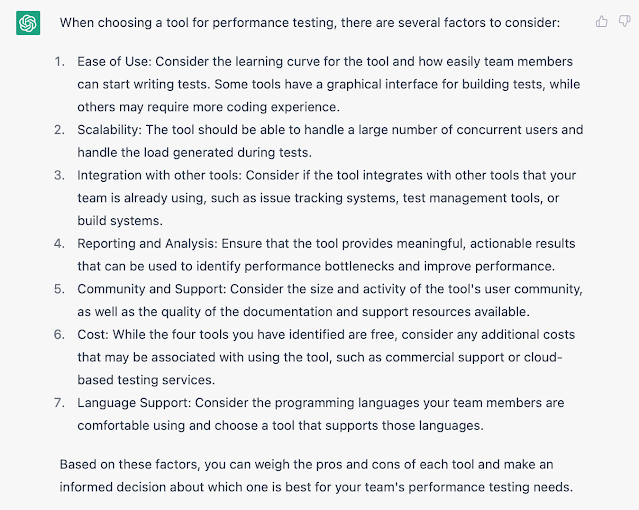 When choosing a tool for performance testing, there are several factors to consider:
1. Ease of Use: Consider the learning curve for the tool and how easily team members
can start writing tests. Some tools have a graphical interface for building tests, while
others may require more coding experience.
2. Scalability: The tool should be able to handle a large number of concurrent users and
handle the load generated during tests.
3. Integration with other tools: Consider if the tool integrates with other tools that your
team is already using, such as issue tracking systems, test management tools, or
build systems.
4. Reporting and Analysis: Ensure that the tool provides meaningful, actionable results
that can be used to identify performance bottlenecks and improve performance.
5. Community and Support: Consider the size and activity of the tool's user community,
as well as the quality of the documentation and support resources available.
6. Cost: While the four tools you have identified are free, consider any additional costs
that may be associated with using the tool, such as commercial support or cloud-
based testing services.
7. Language Support: Consider the programming languages your team members are
comfortable using and choose a tool that supports those languages.
Based on these factors, you can weigh the pros and cons of each tool and make an
informed decision about which one is best for your team's performance testing needs.